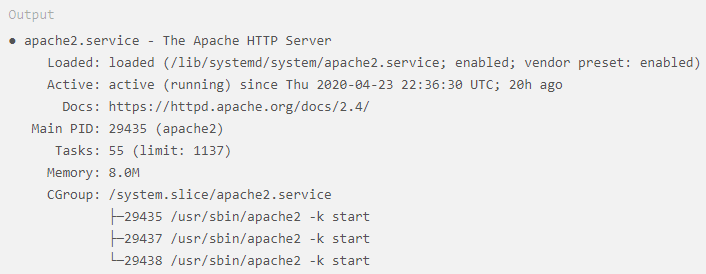 Output
● apache2.service - The Apache HTTP Server
Loaded: loaded (/lib/systemd/system/apache2.service; enabled; vendor preset: enabled)
Active: active (running) since Thu 2020-04-23 22:36:30 UTC; 20h ago
Docs: https://httpd.apache.org/docs/2.4/
Main PID: 29435 (apache2)
Tasks: 55 (limit: 1137)
Memory: 8.0M
CGroup: /system.slice/apache2.service
├─29435 /usr/sbin/apache2 -k start
├─29437 /usr/sbin/apache2 -k start
└─29438 /usr/sbin/apache2 -k start